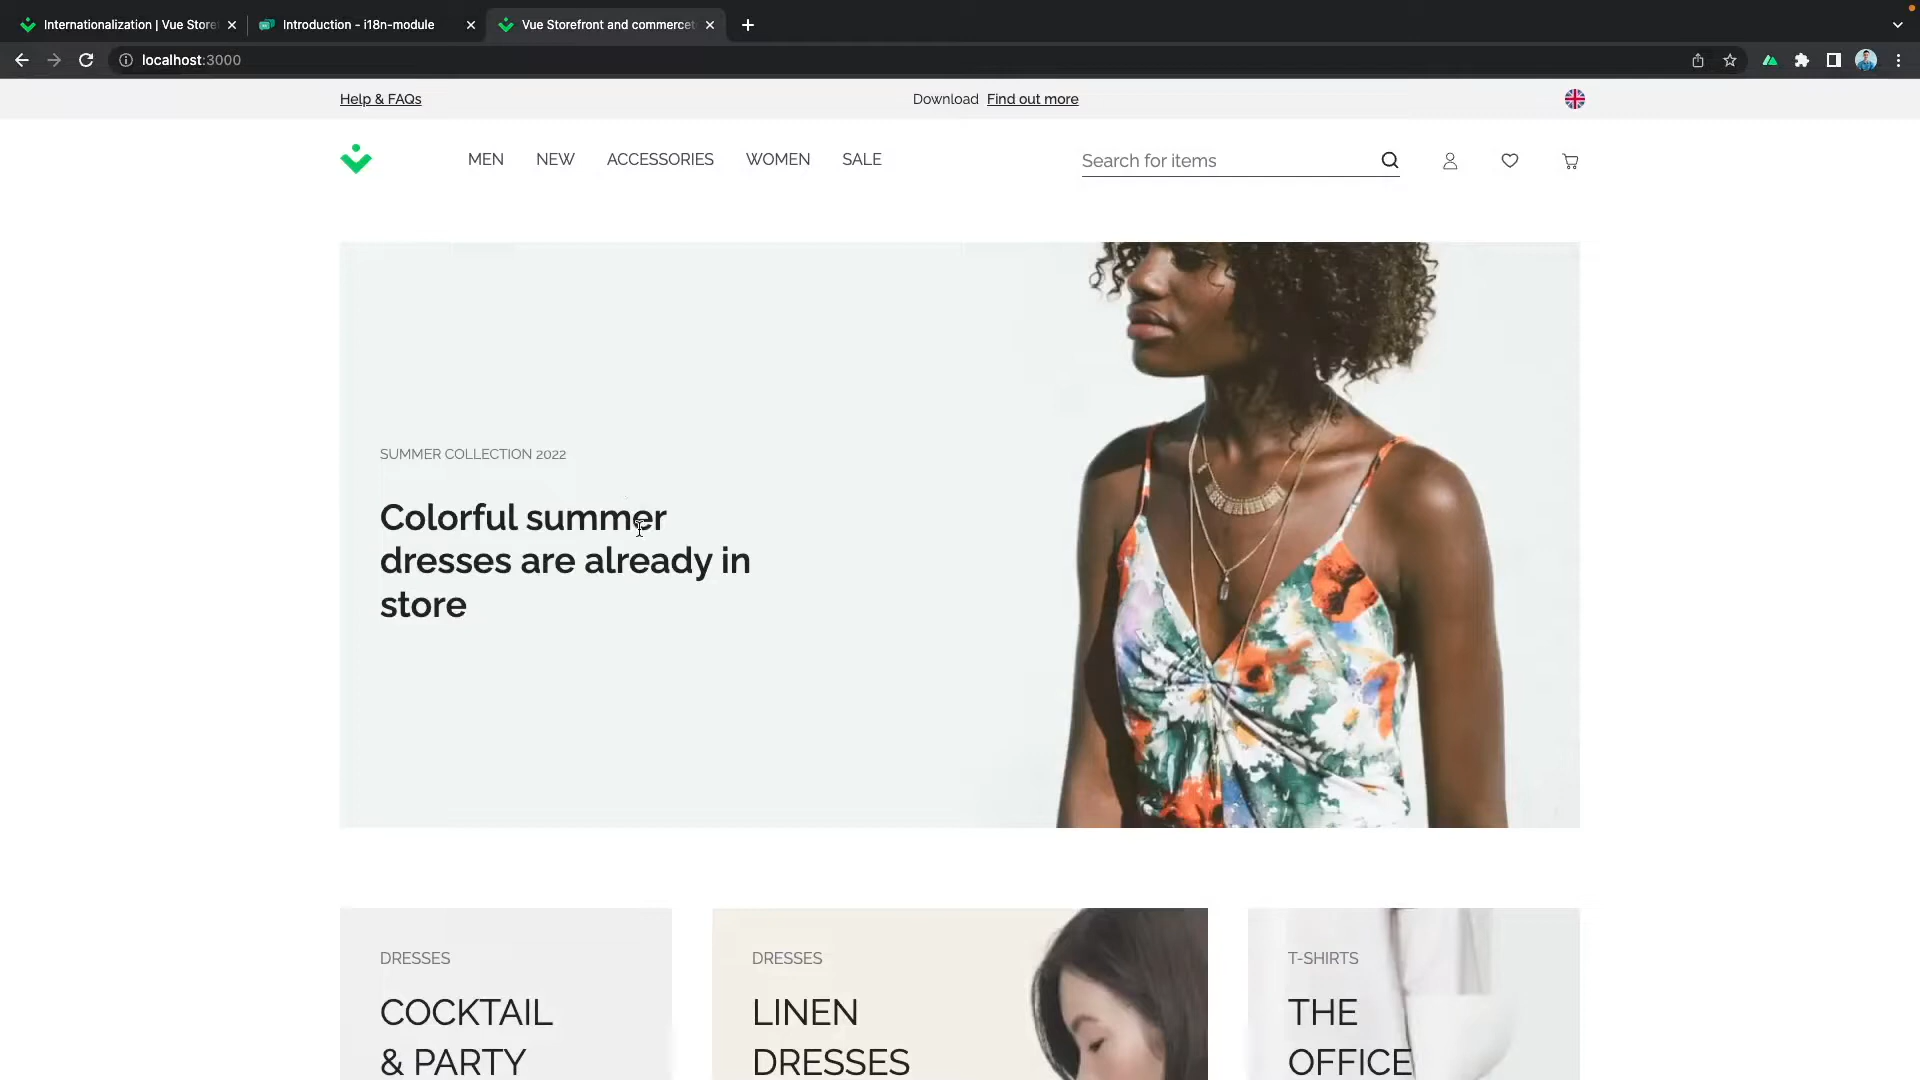 Internationalization | Vue Store
Introduction - i18n-module
Vue Storefront and commercet
localhost:3000
Help & FAQs
Download Find out more
MEN NEW ACCESSORIES WOMEN SALE
Search for items
SUMMER COLLECTION 2022
Colorful summer
dresses are already in
store
DRESSES
COCKTAIL
& PARTY
DRESSES
LINEN
DRESSES
T-SHIRTS
THE
OFFICE